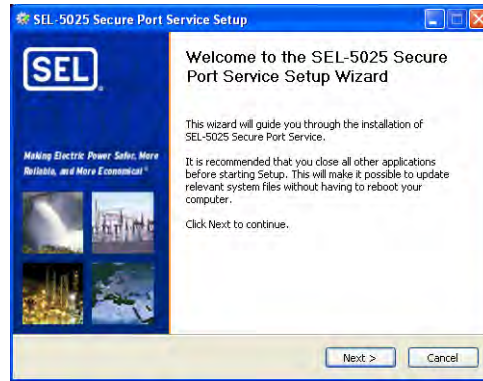 SEL-5025 Secure Port Service Setup
SEL
Making Electric Power Safer, More
Reliable, and More Economical®
Welcome to the SEL-5025 Secure
Port Service Setup Wizard
This wizard will guide you through the installation of
SEL-5025 Secure Port Service.
It is recommended that you close all other applications
before starting Setup. This will make it possible to update
relevant system files without having to reboot your
computer.
Click Next to continue.
Next >
Cancel